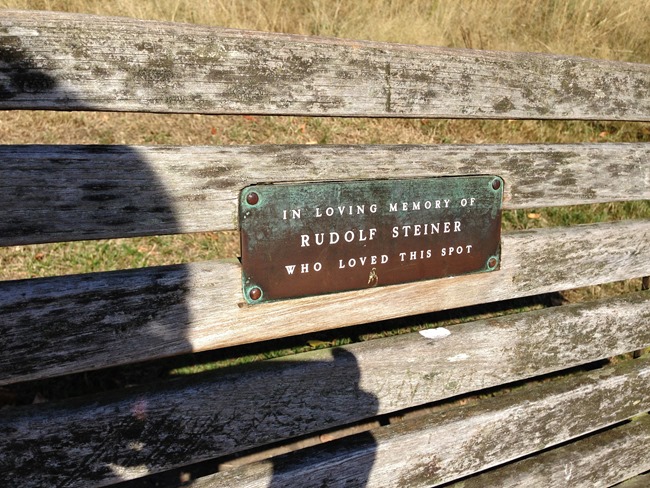 IN LOVING MEMORY OF
RUDOLF STEINER
WHO LOVED THIS SPOT